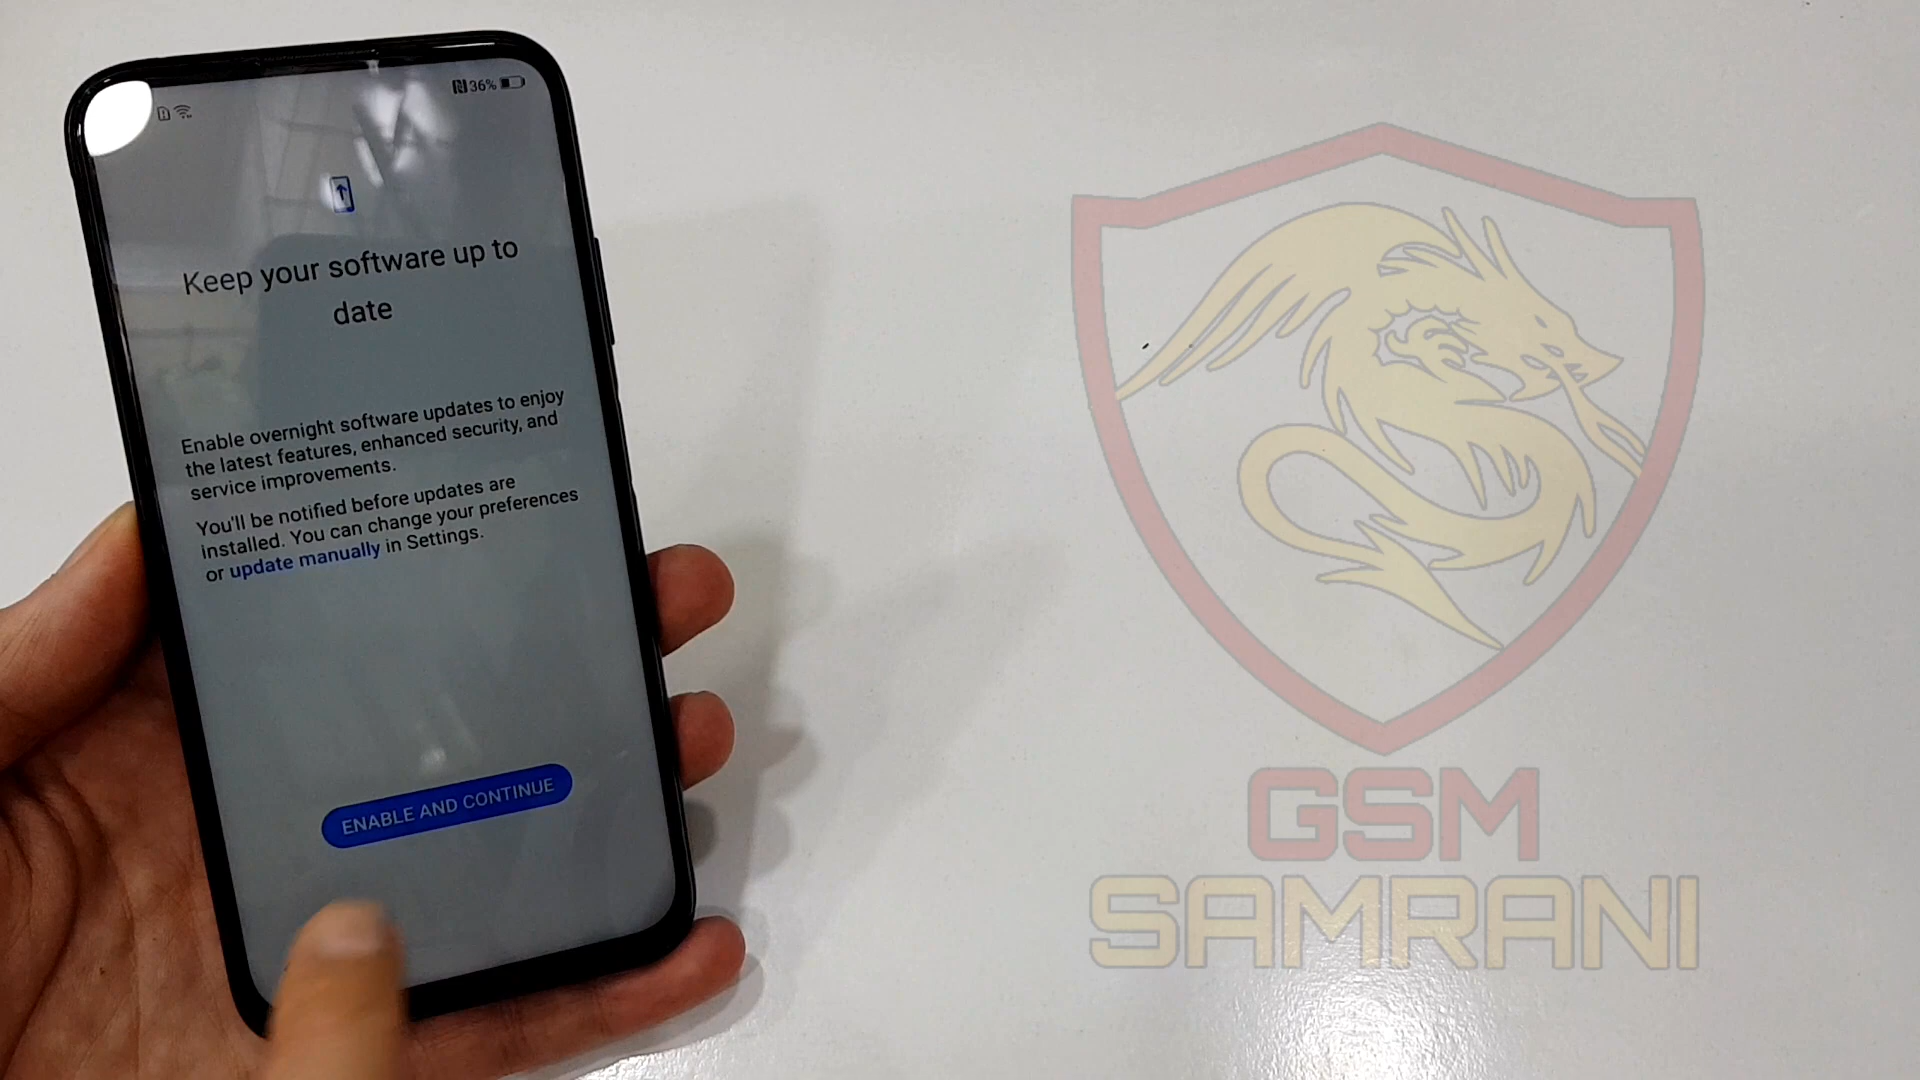 36%
Keep your software up to
date
Enable overnight software updates to enjoy
the latest features, enhanced security, and
service improvements.
You'll be notified before updates are
installed. You can change your preferences
or update manually in Settings.
ENABLE AND CONTINUE
GSM
SAMRANI